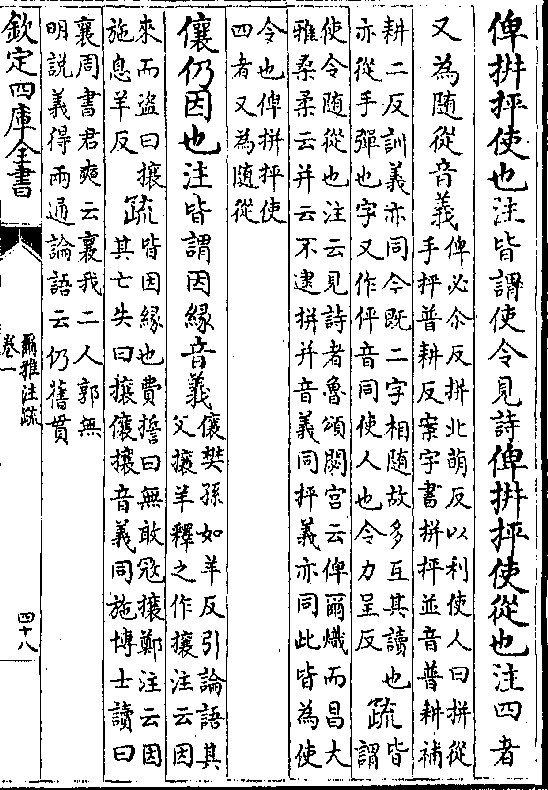 俾拼抨使也注皆謂使令見詩俾拼抨使從也注四者
又為隨從音義俾必尒反拼北萌反以利使人曰拼從
手抨普耕反案字書拼抨並音普耕補
耕二反訓義亦同今既二字相隨故多互其讀也疏皆
亦從手彈也字又作伻音同使人也令力呈反謂
使令隨從也注云見詩者魯頌閟宫云俾爾熾而昌大
雅桑柔云并云不逮拼并音義同抨義亦同此皆為使
令也俾拼抨使
四者又為隨從
儴仍因也注皆謂因緣音義儴樊孫如羊反引論語其
父攘羊釋之作攘注云因
來而盜曰攘疏皆因緣也費誓曰無敢寇攘鄭注云因
施息羊反其亡失曰攘儴攘音義同施博士讀曰
襄周書君奭云襄我二人郭無
明說義得兩通論語云仍舊貫
欽定四庫全書
爾雅注疏
卷一
四十八